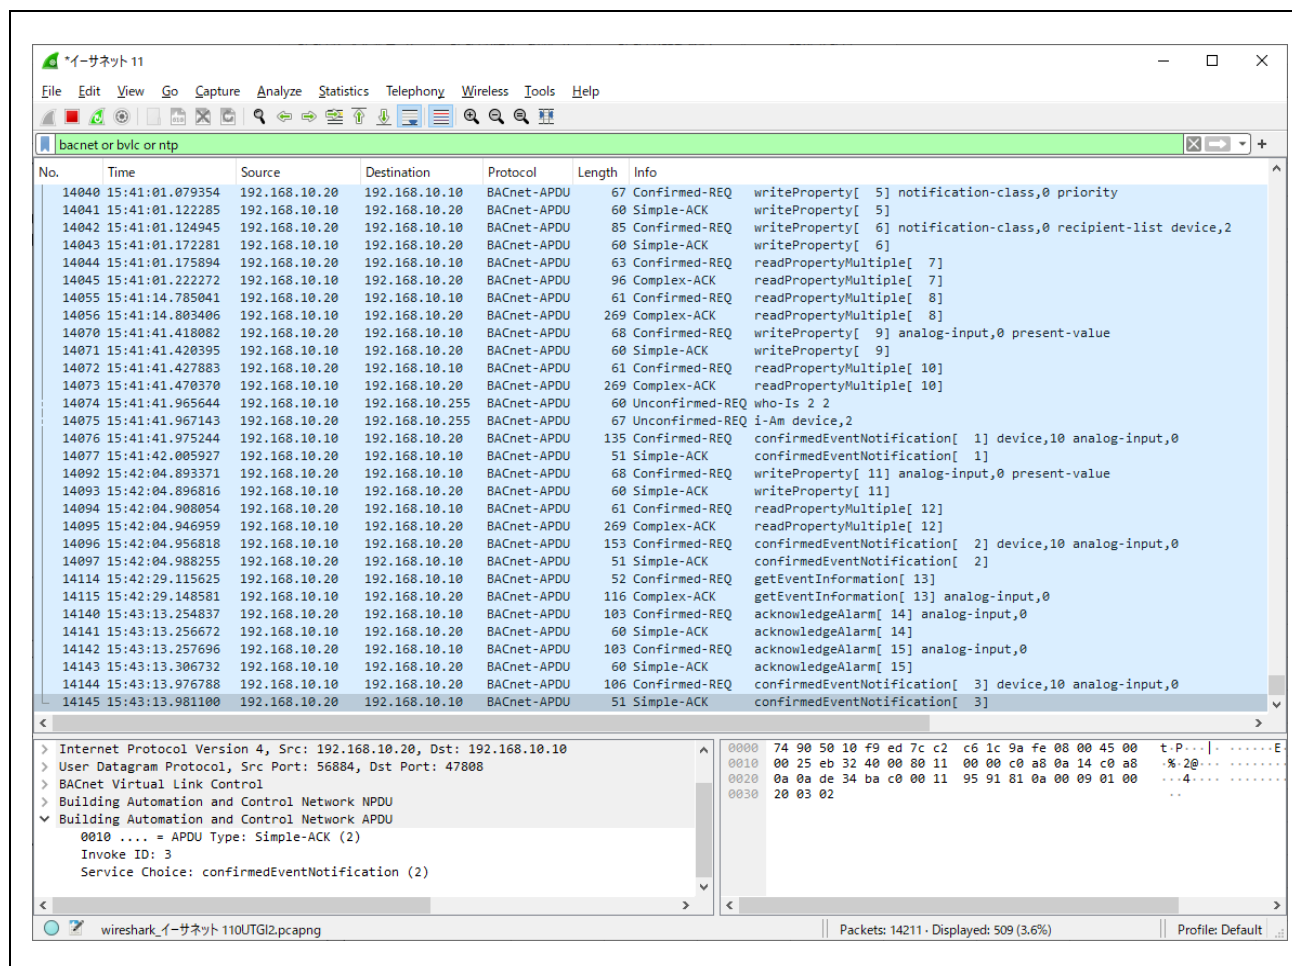 *イーサネット 11
File Edit View Go Capture Analyze Statistics Telephony Wireless Tools Help
bacnet or bvlc or ntp
No. Time Source Destination Protocol Length Info
14040 15:41:01.079354 192.168.10.20 192.168.10.10 BACnet-APDU 67 Confirmed-REQ writeProperty[ 5] notification-class,0 priority
14041 15:41:01.122285 192.168.10.10 192.168.10.20 BACnet-APDU 60 Simple-ACK writeProperty[ 5]
14042 15:41:01.124945 192.168.10.20 192.168.10.10 BACnet-APDU 85 Confirmed-REQ writeProperty[ 6] notification-class,0 recipient-list device,2
14043 15:41:01.172281 192.168.10.10 192.168.10.20 BACnet-APDU 60 Simple-ACK writeProperty[ 6]
14044 15:41:01.175894 192.168.10.20 192.168.10.10 BACnet-APDU 63 Confirmed-REQ readPropertyMultiple[ 7]
14045 15:41:01.222272 192.168.10.10 192.168.10.20 BACnet-APDU 96 Complex-ACK readPropertyMultiple[ 7]
14055 15:41:14.785041 192.168.10.20 192.168.10.10 BACnet-APDU 61 Confirmed-REQ readPropertyMultiple[ 8]
14056 15:41:14.803406 192.168.10.10 192.168.10.20 BACnet-APDU 269 Complex-ACK readPropertyMultiple[ 8]
14070 15:41:41.418082 192.168.10.20 192.168.10.10 BACnet-APDU 68 Confirmed-REQ writeProperty[ 9] analog-input,0 present-value
14071 15:41:41.420395 192.168.10.10 192.168.10.20 BACnet-APDU 60 Simple-ACK writeProperty[ 9]
14072 15:41:41.427883 192.168.10.20 192.168.10.10 BACnet-APDU 61 Confirmed-REQ readPropertyMultiple[ 10]
14073 15:41:41.470370 192.168.10.10 192.168.10.20 BACnet-APDU 269 Complex-ACK readPropertyMultiple[ 10]
14074 15:41:41.965644 192.168.10.10 192.168.10.255 BACnet-APDU 60 Unconfirmed-REQ who-Is 2 2
14075 15:41:41.967143 192.168.10.20 192.168.10.255 BACnet-APDU 67 Unconfirmed-REQ i-Am device,2
14076 15:41:41.975244 192.168.10.10 192.168.10.20 BACnet-APDU 135 Confirmed-REQ confirmedEventNotification[ 1] device,10 analog-input,0
14077 15:41:42.005927 192.168.10.20 192.168.10.10 BACnet-APDU 51 Simple-ACK confirmedEventNotification[ 1]
14092 15:42:04.893371 192.168.10.20 192.168.10.10 BACnet-APDU 68 Confirmed-REQ writeProperty[ 11] analog-input,0 present-value
14093 15:42:04.896816 192.168.10.10 192.168.10.20 BACnet-APDU 60 Simple-ACK writeProperty[ 11]
14094 15:42:04.908054 192.168.10.20 192.168.10.10 BACnet-APDU 61 Confirmed-REQ readPropertyMultiple[ 12]
14095 15:42:04.946959 192.168.10.10 192.168.10.20 BACnet-APDU 269 Complex-ACK readPropertyMultiple[ 12]
14096 15:42:04.956818 192.168.10.10 192.168.10.20 BACnet-APDU 153 Confirmed-REQ confirmedEventNotification[ 2] device,10 analog-input,0
14097 15:42:04.988255 192.168.10.20 192.168.10.10 BACnet-APDU 51 Simple-ACK confirmedEventNotification[ 2]
14114 15:42:29.115625 192.168.10.20 192.168.10.10 BACnet-APDU 52 Confirmed-REQ getEventInformation[ 13]
14115 15:42:29.148581 192.168.10.10 192.168.10.20 BACnet-APDU 116 Complex-ACK getEventInformation[ 13] analog-input,0
14140 15:43:13.254837 192.168.10.20 192.168.10.10 BACnet-APDU 103 Confirmed-REQ acknowledgeAlarm[ 14] analog-input,0
14141 15:43:13.256672 192.168.10.10 192.168.10.20 BACnet-APDU 60 Simple-ACK acknowledgeAlarm[ 14]
14142 15:43:13.257696 192.168.10.20 192.168.10.10 BACnet-APDU 103 Confirmed-REQ acknowledgeAlarm[ 15] analog-input,0
14143 15:43:13.306732 192.168.10.10 192.168.10.20 BACnet-APDU 60 Simple-ACK acknowledgeAlarm[ 15]
14144 15:43:13.976788 192.168.10.10 192.168.10.20 BACnet-APDU 106 Confirmed-REQ confirmedEventNotification[ 3] device,10 analog-input,0
14145 15:43:13.981100 192.168.10.20 192.168.10.10 BACnet-APDU 51 Simple-ACK confirmedEventNotification[ 3]
Internet Protocol Version 4, Src: 192.168.10.20, Dst: 192.168.10.10
User Datagram Protocol, Src Port: 56884, Dst Port: 47808
BACnet Virtual Link Control
Building Automation and Control Network NPDU
Building Automation and Control Network APDU
0010 .... = APDU Type: Simple-ACK (2)
Invoke ID: 3
Service Choice: confirmedEventNotification (2)
0000 74 90 50 10 f9 ed 7c c2 c6 1c 9a fe 08 00 45 00 t·P···|· ······E·
0010 00 25 eb 32 40 00 80 11 00 00 c0 a8 0a 14 c0 a8 ·%·2@··· ········
0020 0a 0a de 34 ba c0 00 11 95 91 81 0a 00 09 01 00 ···4···· ········
0030 20 03 02 ··
wireshark_イーサネット 110UTGI2.pcapng Packets: 14211 · Displayed: 509 (3.6%) Profile: Default